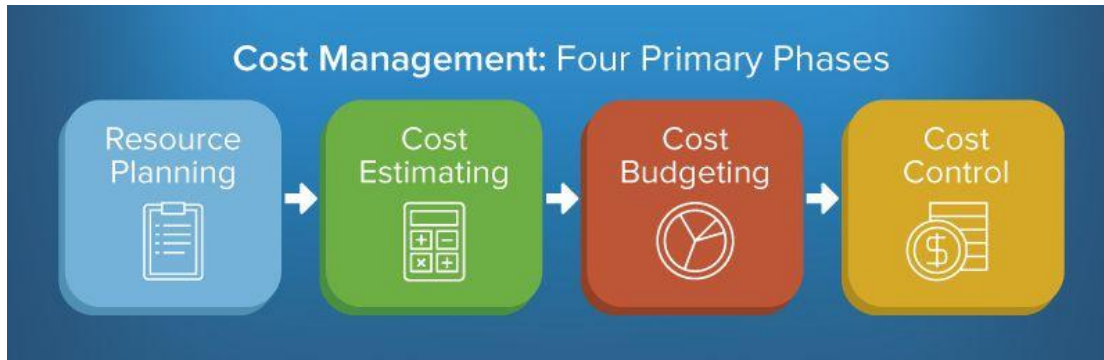 Cost Management: Four Primary Phases
Resource
Planning
Cost
Estimating
Cost
Budgeting
Cost
Control
$